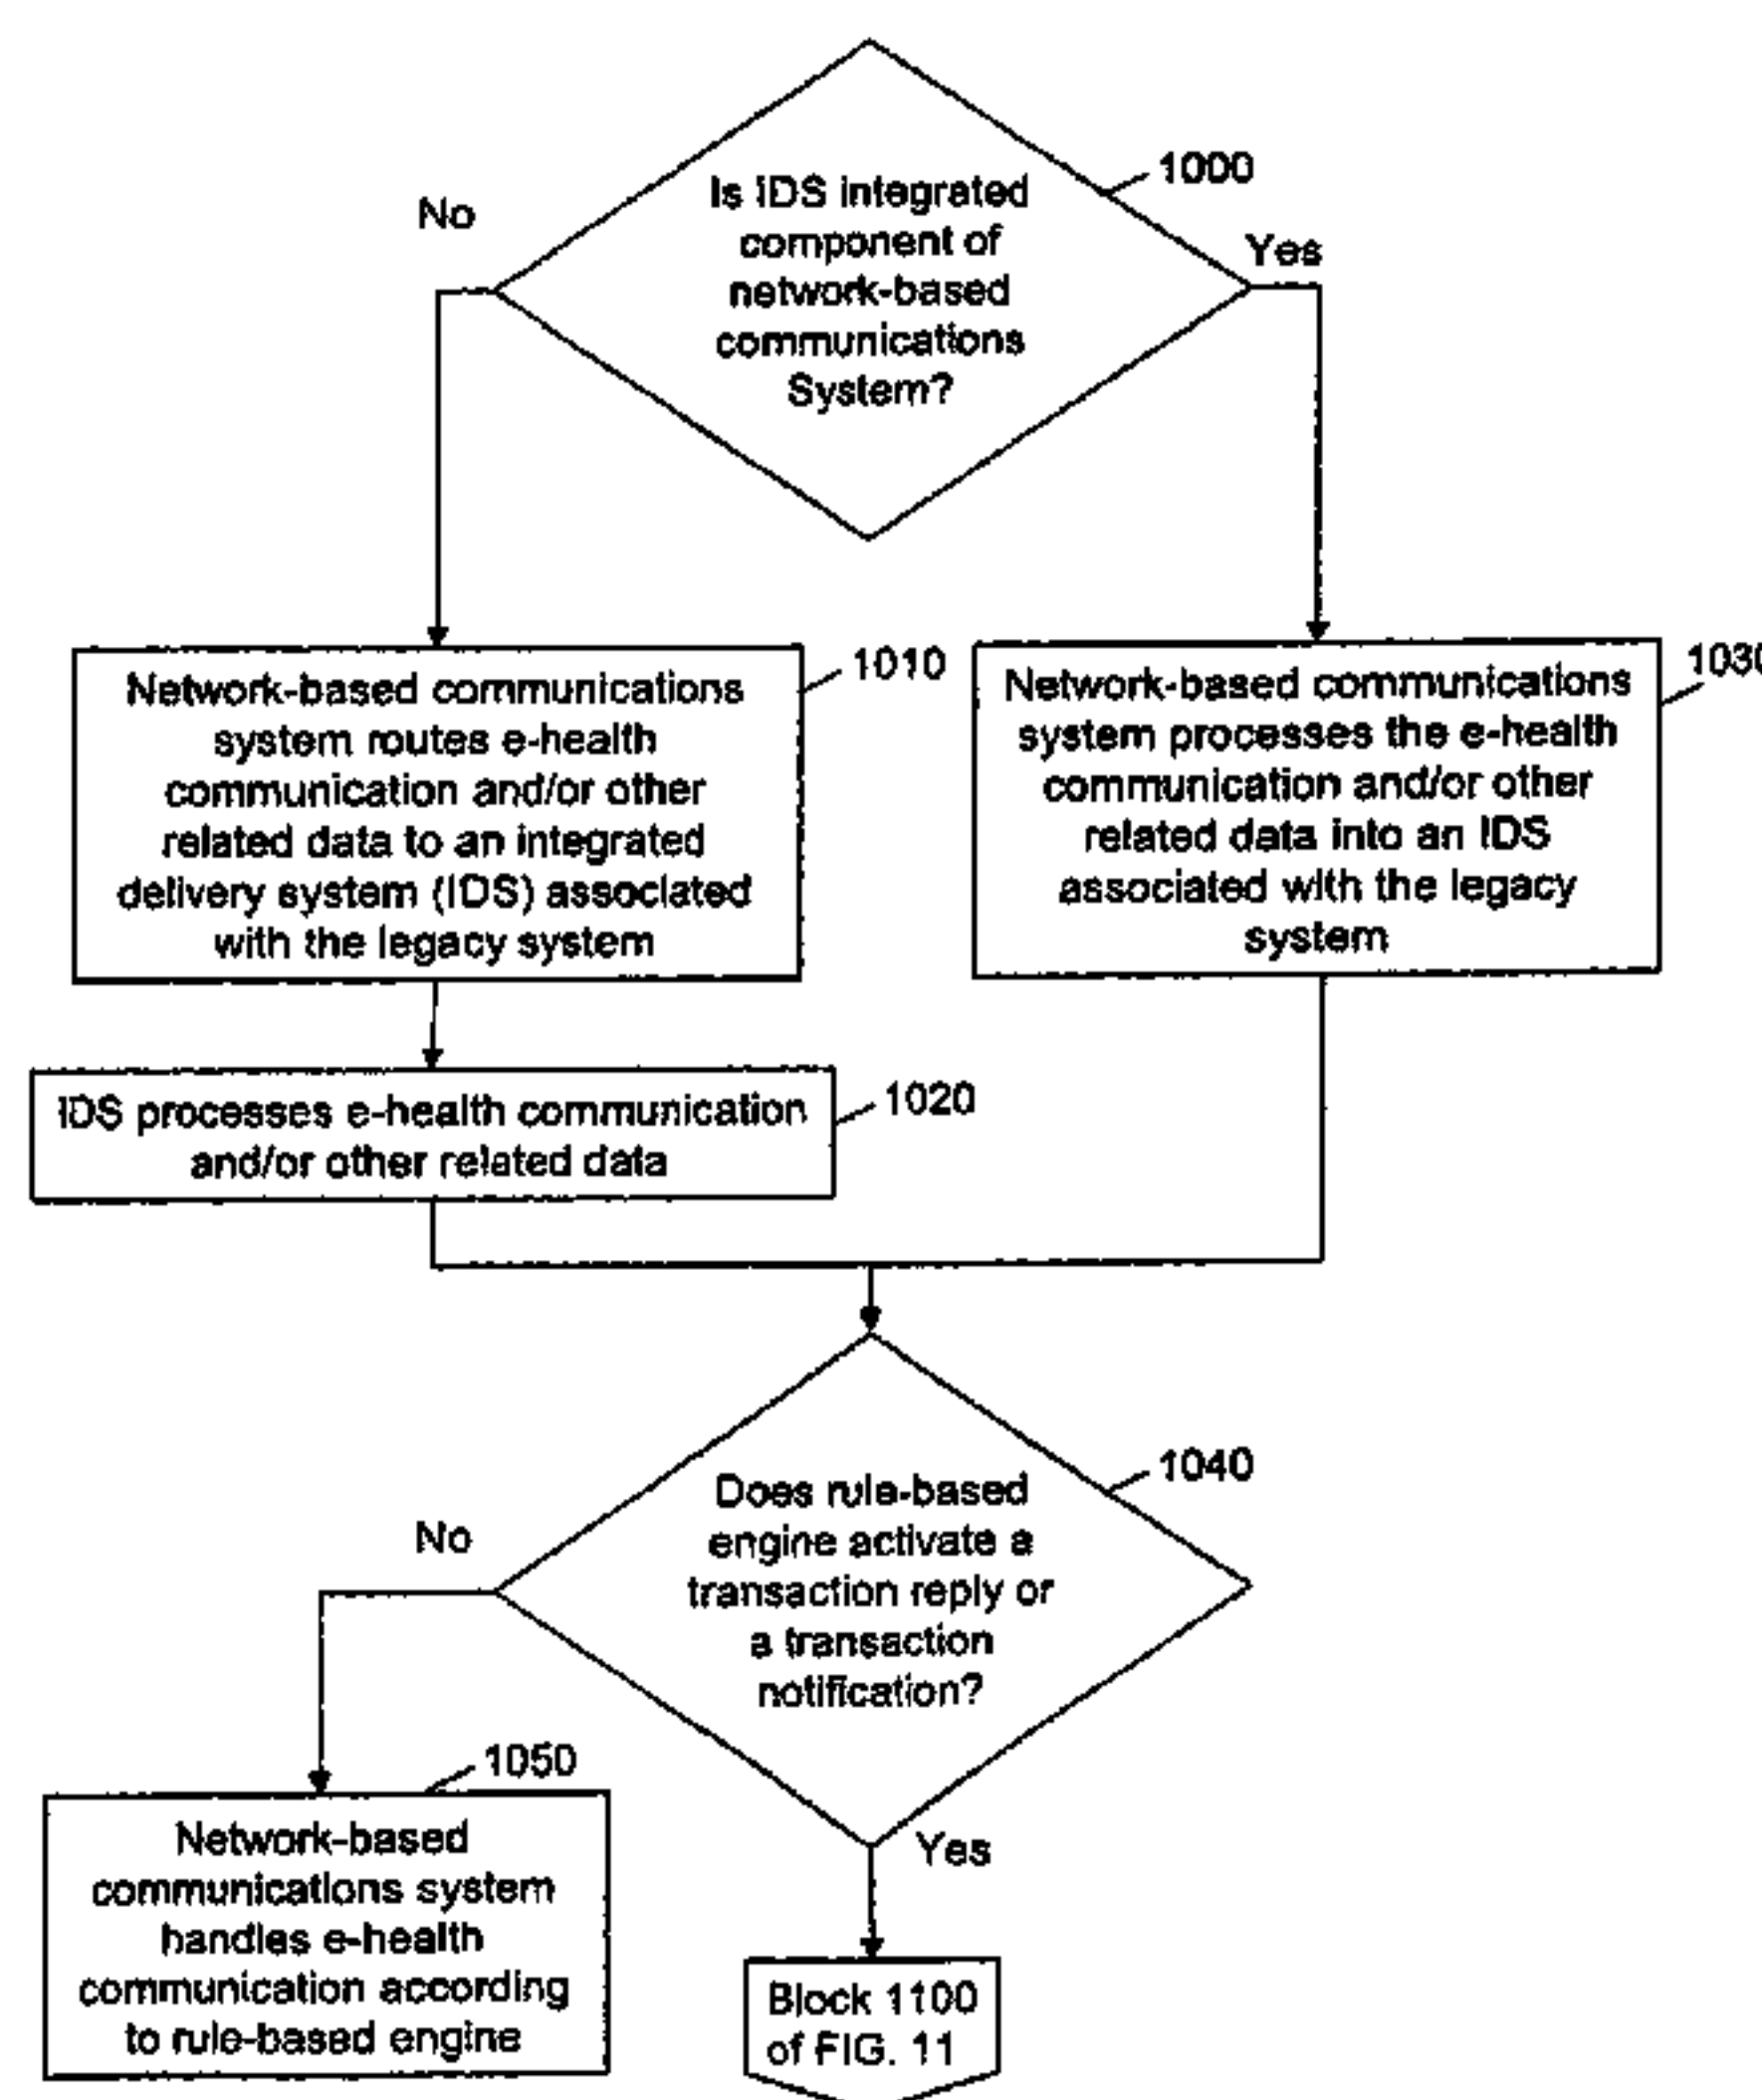 1000
Is IDS integrated
component of
network-based
communications
System?
No
Yes
1010
Network-based communications
system routes e-health
communication and/or other
related data to an integrated
delivery system (IDS) associated
with the legacy system
1030
Network-based communications
system processes the e-health
communication and/or other
related data into an IDS
associated with the legacy
system
1020
IDS processes e-health communication
and/or other related data
1040
Does rule-based
engine activate a
transaction reply or
a transaction
notification?
No
Yes
1050
Network-based
communications system
handles e-health
communication according
to rule-based engine
Block 1100
of FIG. 11